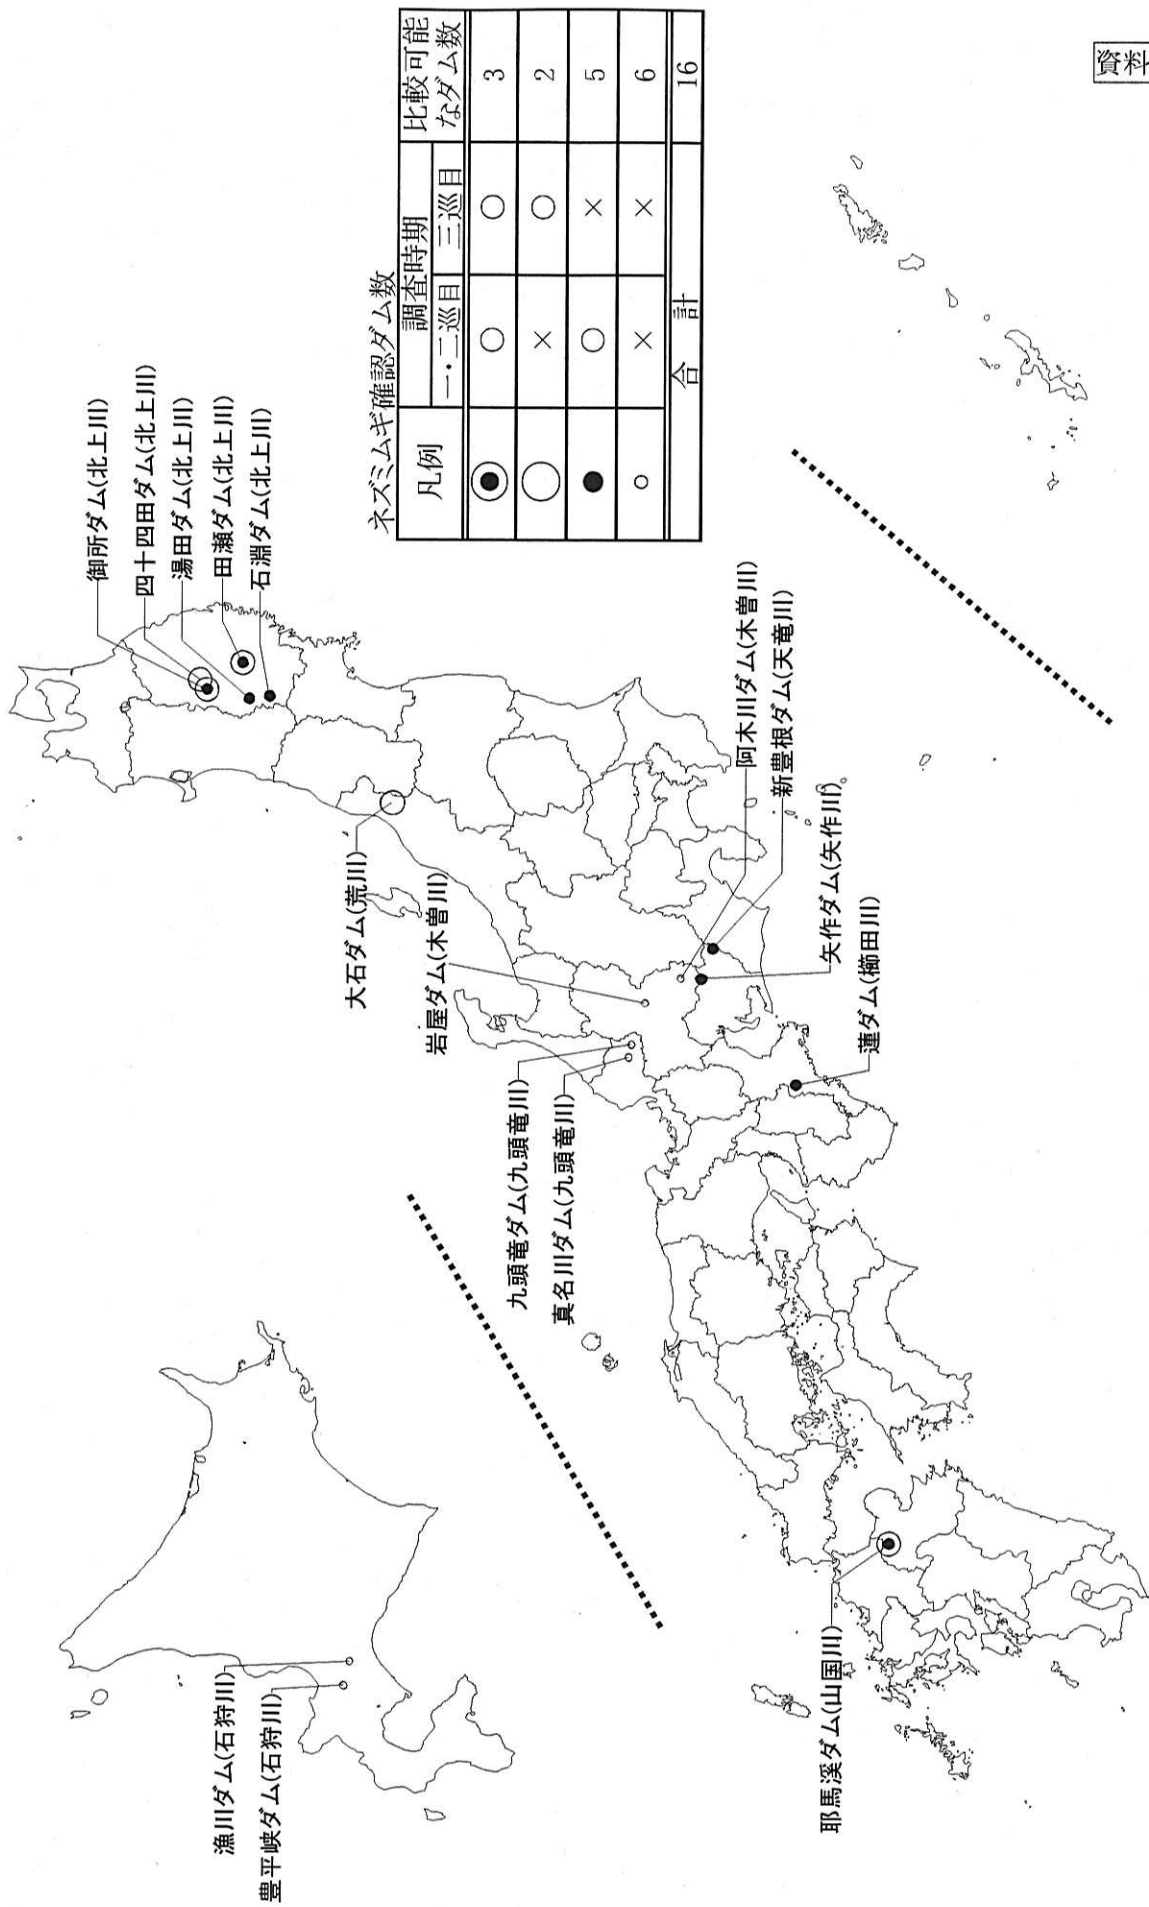 漁川ダム(石狩川)
豊平峡ダム(石狩川)
大石ダム(荒川)
岩屋ダム(木曽川)
九頭竜ダム(九頭竜川)
真名川ダム(九頭竜川)
耶馬溪ダム(山国川)
御所ダム(北上川)
四十四田ダム(北上川)
湯田ダム(北上川)
田瀬ダム(北上川)
石淵ダム(北上川)
阿木川ダム(木曽川)
新豊根ダム(天竜川)
矢作ダム(矢作川)
蓮ダム(櫛田川)
ネズミムギ確認ダム数
凡例 調査時期 比較可能
一・二巡目 三巡目 なダム数
◉ ○ ○ 3
○ × ○ 2
● ○ × 5
○ × × 6
合 計 16
資料